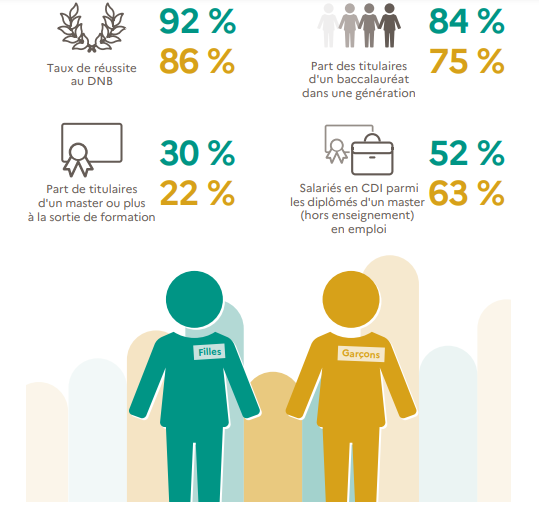 92 %
86 %
Taux de réussite
au DNB
84 %
75 %
Part des titulaires
d'un baccalauréat
dans une génération
30 %
22 %
Part de titulaires
d'un master ou plus
à la sortie de formation
52 %
63 %
Salariés en CDI parmi
les diplômés d'un master
(hors enseignement)
en emploi
Filles
Garçons